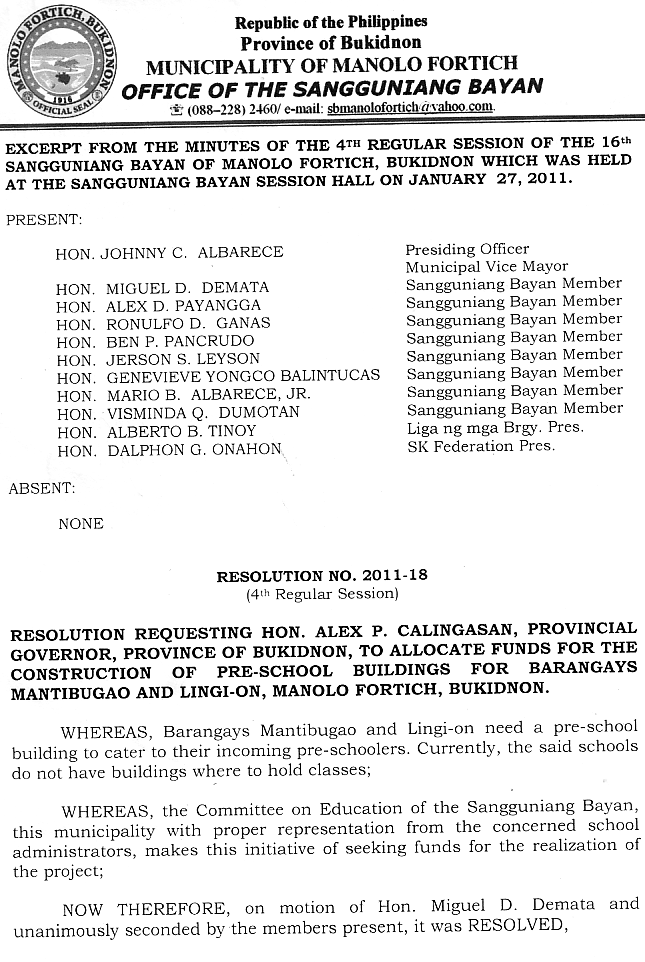 MANOLO FORTICH, BUKIDNON
1916
OFFICIAL SEAL
Republic of the Philippines
Province of Bukidnon
MUNICIPALITY OF MANOLO FORTICH
OFFICE OF THE SANGGUNIANG BAYAN
☏ (088-228) 2460/ e-mail: sbmanolofortich@yahoo.com.
EXCERPT FROM THE MINUTES OF THE 4TH REGULAR SESSION OF THE 16th
SANGGUNIANG BAYAN OF MANOLO FORTICH, BUKIDNON WHICH WAS HELD
AT THE SANGGUNIANG BAYAN SESSION HALL ON JANUARY 27, 2011.
PRESENT:
HON. JOHNNY C. ALBARECE Presiding Officer
Municipal Vice Mayor
HON. MIGUEL D. DEMATA Sangguniang Bayan Member
HON. ALEX D. PAYANGGA Sangguniang Bayan Member
HON. RONULFO D. GANAS Sangguniang Bayan Member
HON. BEN P. PANCRUDO Sangguniang Bayan Member
HON. JERSON S. LEYSON Sangguniang Bayan Member
HON. GENEVIEVE YONGCO BALINTUCAS Sangguniang Bayan Member
HON. MARIO B. ALBARECE, JR. Sangguniang Bayan Member
HON. VISMINDA Q. DUMOTAN Sangguniang Bayan Member
HON. ALBERTO B. TINOY Liga ng mga Brgy. Pres.
HON. DALPHON G. ONAHON SK Federation Pres.
ABSENT:
NONE
RESOLUTION NO. 2011-18
(4th Regular Session)
RESOLUTION REQUESTING HON. ALEX P. CALINGASAN, PROVINCIAL
GOVERNOR, PROVINCE OF BUKIDNON, TO ALLOCATE FUNDS FOR THE
CONSTRUCTION OF PRE-SCHOOL BUILDINGS FOR BARANGAYS
MANTIBUGAO AND LINGI-ON, MANOLO FORTICH, BUKIDNON.
WHEREAS, Barangays Mantibugao and Lingi-on need a pre-school
building to cater to their incoming pre-schoolers. Currently, the said schools
do not have buildings where to hold classes;
WHEREAS, the Committee on Education of the Sangguniang Bayan,
this municipality with proper representation from the concerned school
administrators, makes this initiative of seeking funds for the realization of
the project;
NOW THEREFORE, on motion of Hon. Miguel D. Demata and
unanimously seconded by the members present, it was RESOLVED,